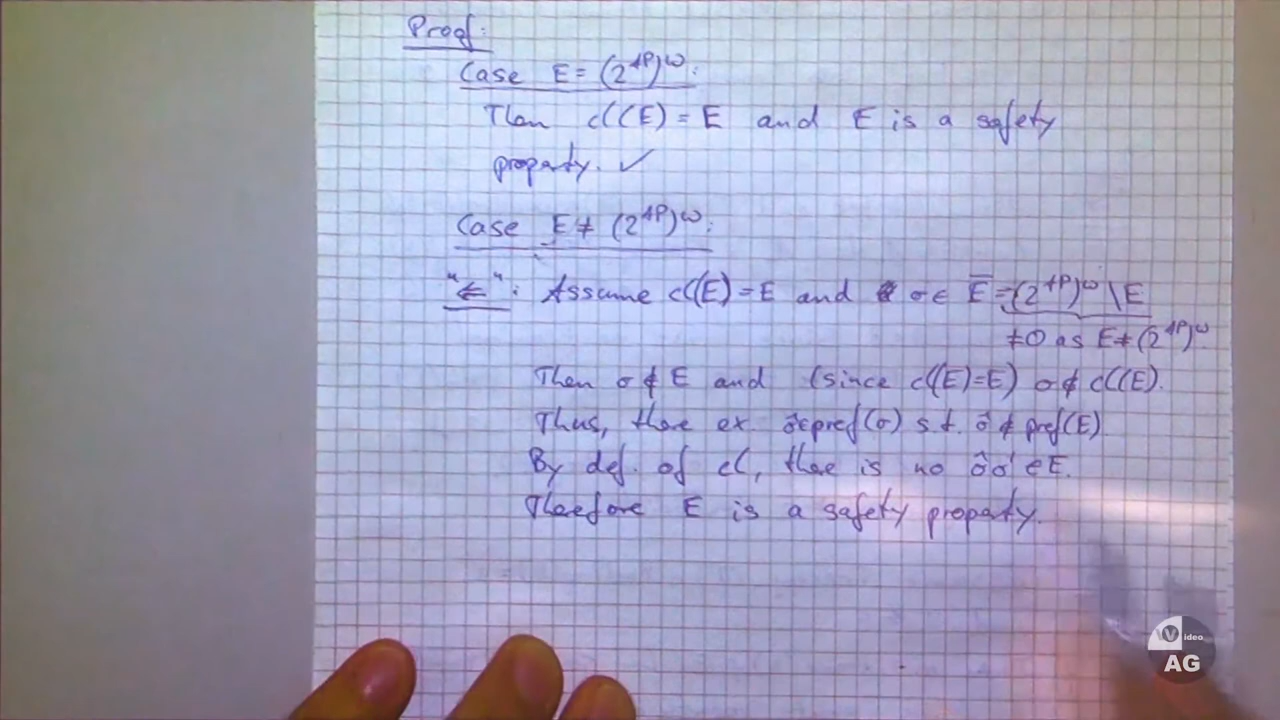 Proof:
Case E = (2^AP)^ω:
Then cl(E) = E and E is a safety
property. ✓
Case E ≠ (2^AP)^ω:
"⇐": Assume cl(E) = E and σ ∈ E̅ = (2^AP)^ω \ E
≠ ∅ as E ≠ (2^AP)^ω.
Then σ ∉ E and (since cl(E)=E) σ ∉ cl(E).
Thus, there ex. σ̂ ∈ pref(σ) s.t. σ̂ ∉ pref(E)
By def. of cl, there is no σ̂σ' ∈ E.
Therefore E is a safety property.
Video
AG